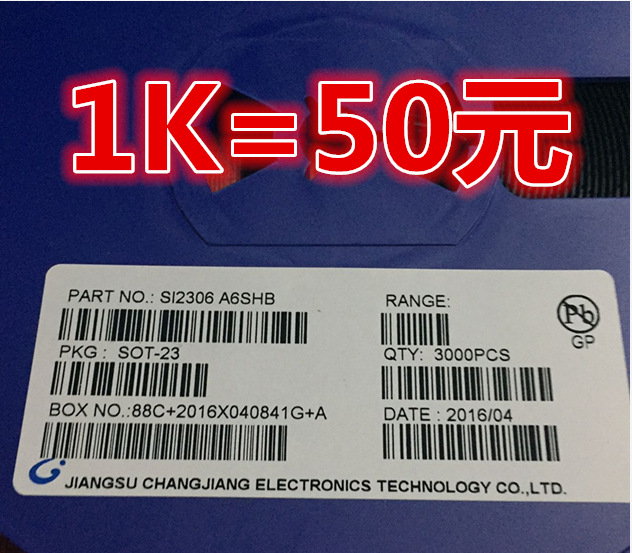 1K=50元
PART NO.: SI2306 A6SHB
RANGE:
Pb
GP
PKG : SOT-23
QTY: 3000PCS
BOX NO.:88C+2016X040841G+A
DATE : 2016/04
JIANGSU CHANGJIANG ELECTRONICS TECHNOLOGY CO.,LTD.